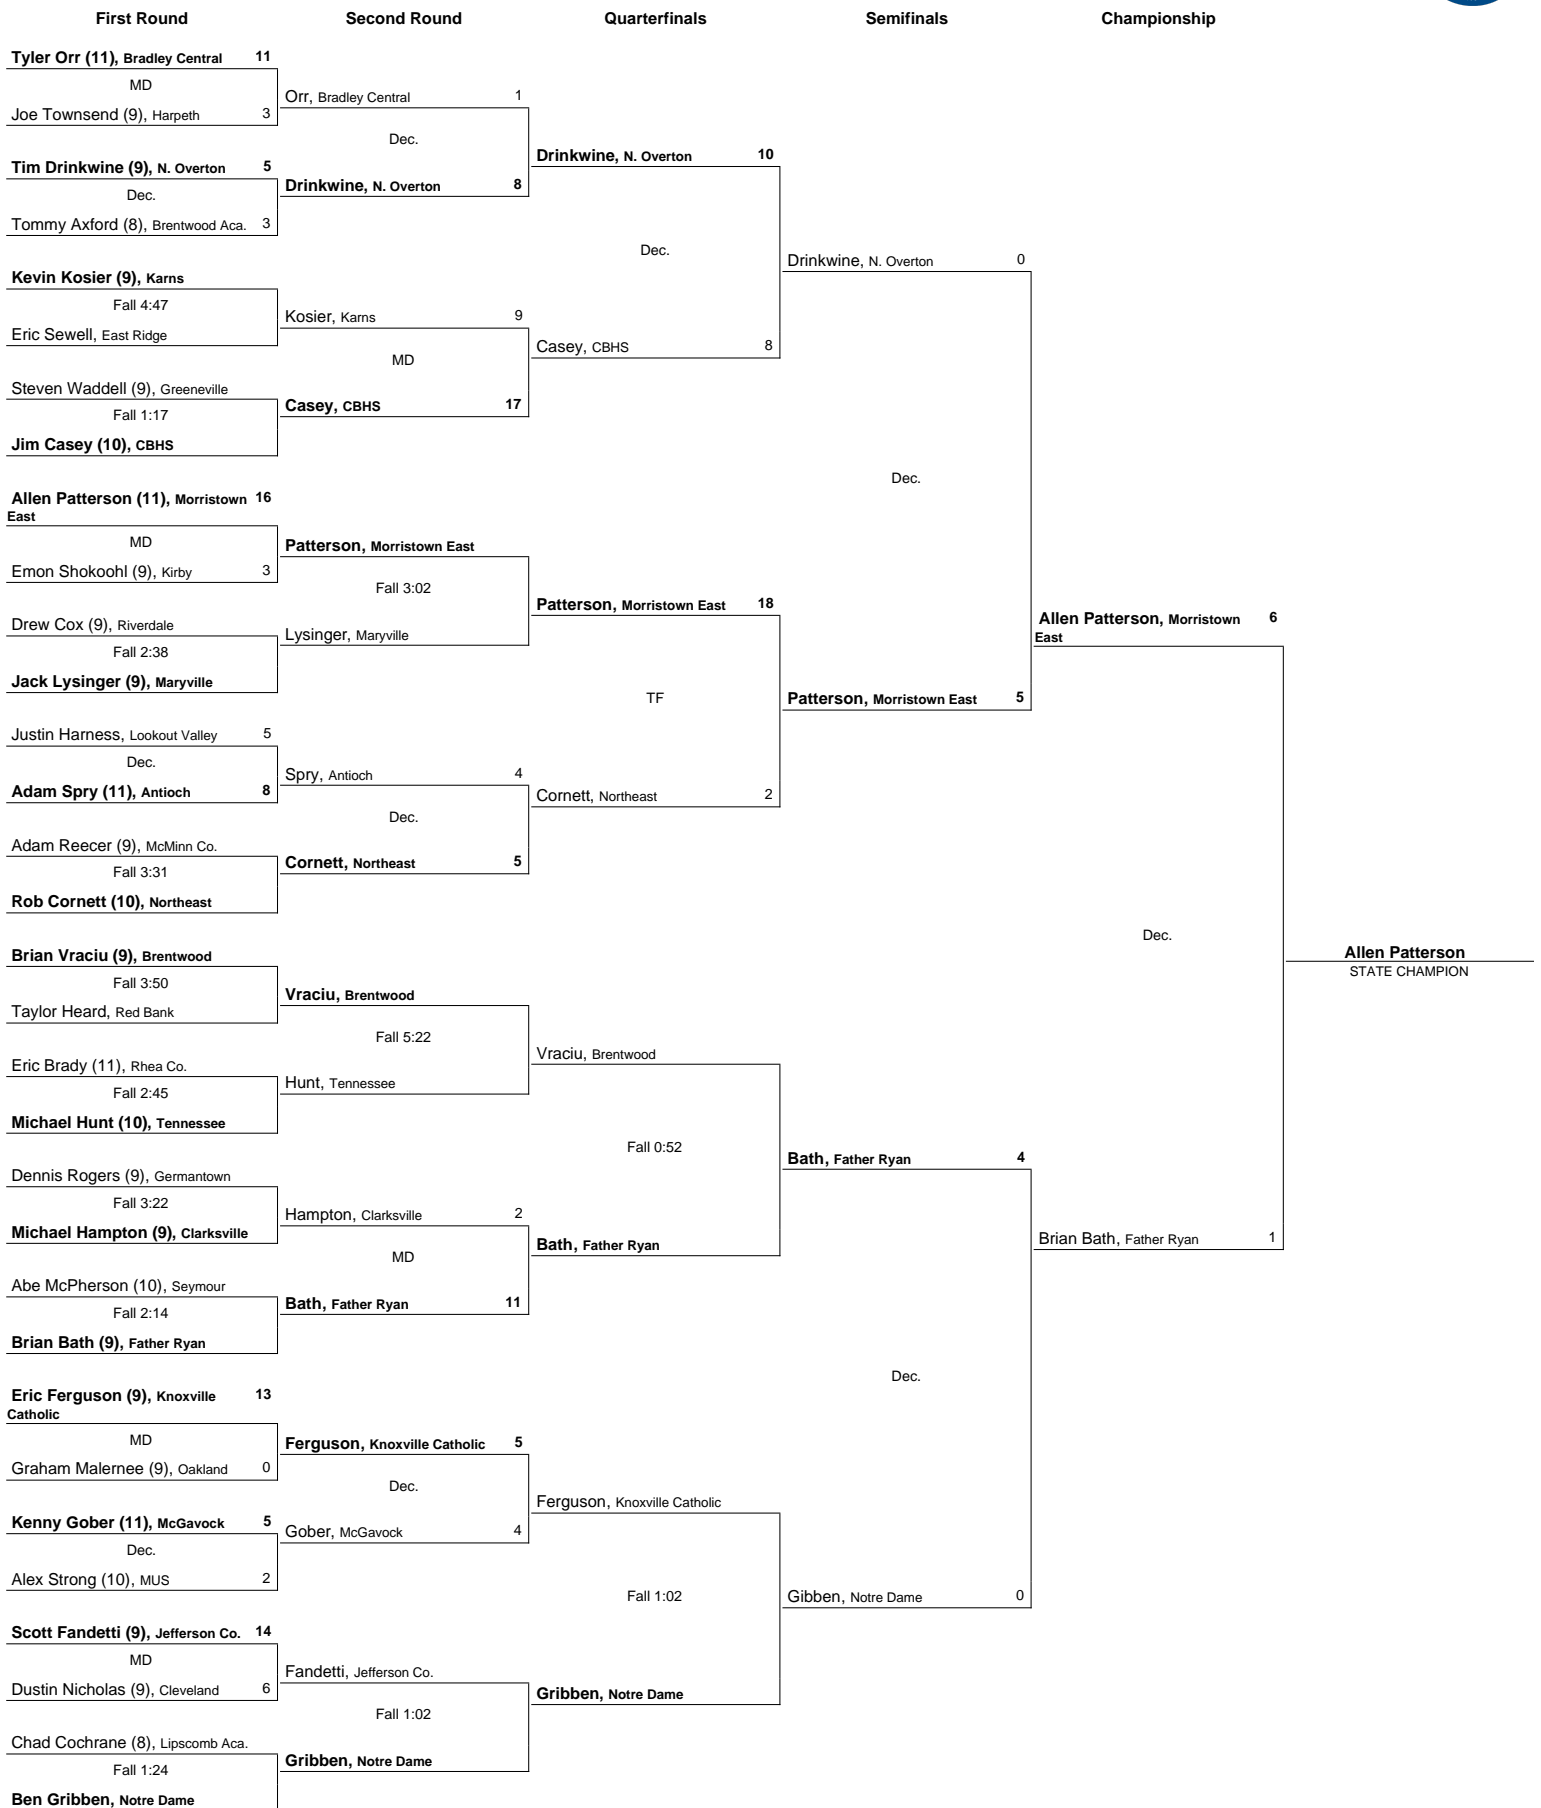 First Round Second Round Quarterfinals Semifinals Championship
Tyler Orr (11), Bradley Central 11
MD
Joe Townsend (9), Harpeth 3
Tim Drinkwine (9), N. Overton 5
Dec.
Tommy Axford (8), Brentwood Aca. 3
Kevin Kosier (9), Karns
Fall 4:47
Eric Sewell, East Ridge
Steven Waddell (9), Greeneville
Fall 1:17
Jim Casey (10), CBHS
Allen Patterson (11), Morristown 16
East
MD
Emon Shokoohl (9), Kirby 3
Drew Cox (9), Riverdale
Fall 2:38
Jack Lysinger (9), Maryville
Justin Harness, Lookout Valley 5
Dec.
Adam Spry (11), Antioch 8
Adam Reecer (9), McMinn Co.
Fall 3:31
Rob Cornett (10), Northeast
Brian Vraciu (9), Brentwood
Fall 3:50
Taylor Heard, Red Bank
Eric Brady (11), Rhea Co.
Fall 2:45
Michael Hunt (10), Tennessee
Dennis Rogers (9), Germantown
Fall 3:22
Michael Hampton (9), Clarksville
Abe McPherson (10), Seymour
Fall 2:14
Brian Bath (9), Father Ryan
Eric Ferguson (9), Knoxville 13
Catholic
MD
Graham Malernee (9), Oakland 0
Kenny Gober (11), McGavock 5
Dec.
Alex Strong (10), MUS 2
Scott Fandetti (9), Jefferson Co. 14
MD
Dustin Nicholas (9), Cleveland 6
Chad Cochrane (8), Lipscomb Aca.
Fall 1:24
Ben Gribben, Notre Dame
Orr, Bradley Central 1
Dec.
Drinkwine, N. Overton 8
Kosier, Karns 9
MD
Casey, CBHS 17
Patterson, Morristown East
Fall 3:02
Lysinger, Maryville
Spry, Antioch 4
Dec.
Cornett, Northeast 5
Vraciu, Brentwood
Fall 5:22
Hunt, Tennessee
Hampton, Clarksville 2
MD
Bath, Father Ryan 11
Ferguson, Knoxville Catholic 5
Dec.
Gober, McGavock 4
Fandetti, Jefferson Co.
Fall 1:02
Gribben, Notre Dame
Drinkwine, N. Overton 10
Dec.
Casey, CBHS 8
Patterson, Morristown East 18
TF
Cornett, Northeast 2
Vraciu, Brentwood
Fall 0:52
Bath, Father Ryan
Ferguson, Knoxville Catholic
Fall 1:02
Gribben, Notre Dame
Drinkwine, N. Overton 0
Dec.
Patterson, Morristown East 5
Bath, Father Ryan 4
Dec.
Gibben, Notre Dame 0
Allen Patterson, Morristown 6
East
Dec.
Brian Bath, Father Ryan 1
Allen Patterson
STATE CHAMPION